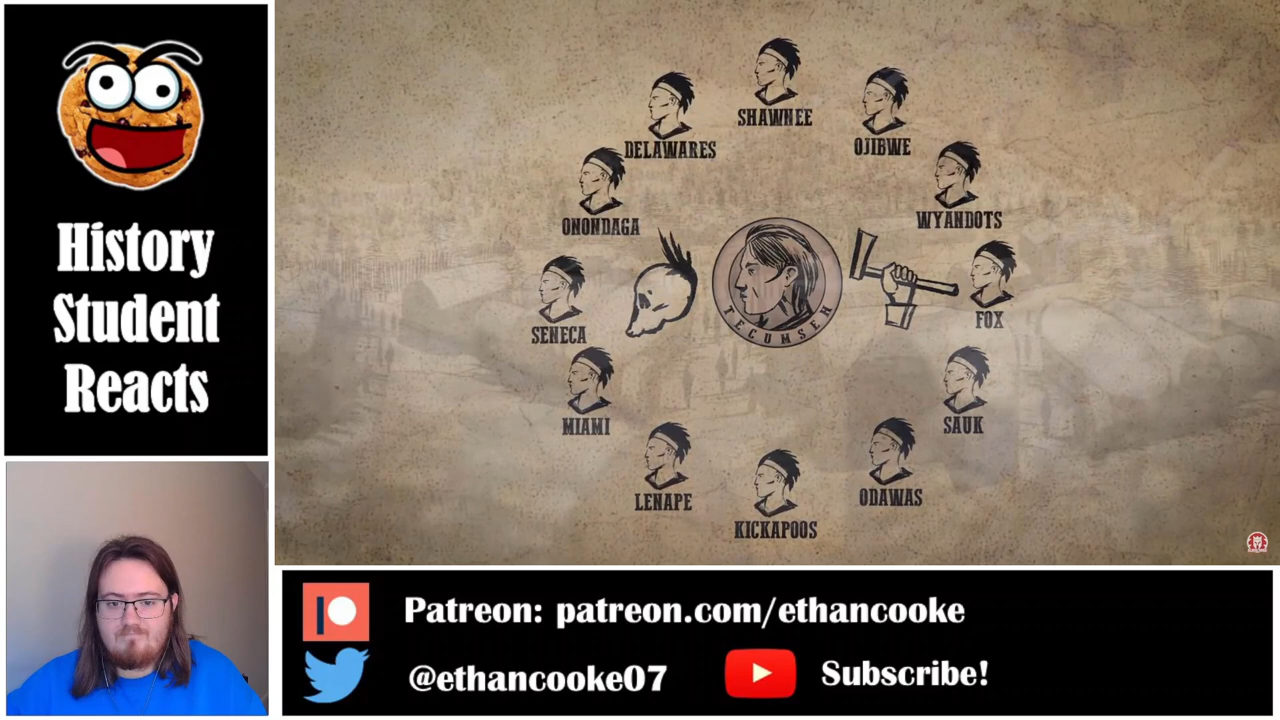 History
Student
Reacts
SHAWNEE
DELAWARES
OJIBWE
ONONDAGA
WYANDOTS
TECUMSEH
SENECA
FOX
MIAMI
SAUK
LENAPE
ODAWAS
KICKAPOOS
Patreon: patreon.com/ethancooke
@ethancooke07
Subscribe!